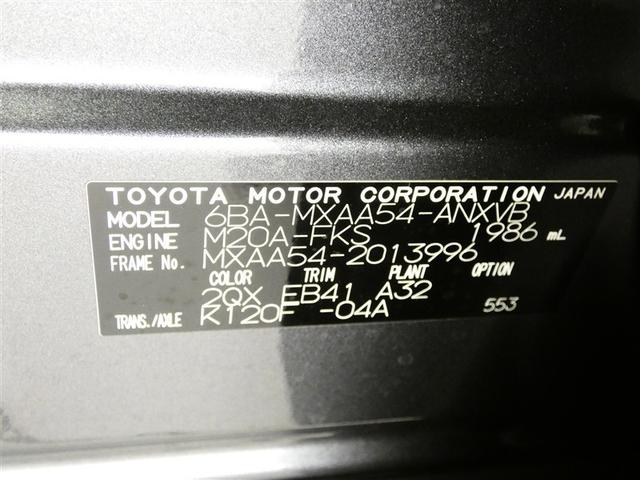 TOYOTA MOTOR CORPORATION JAPAN
MODEL 6BA-MXAA54-ANXVB
ENGINE M20A-FKS 1986 mL
FRAME No. MXAA54-2013996
COLOR TRIM PLANT OPTION
2QX EB41 A32
TRANS./AXLE K120F -04A 553